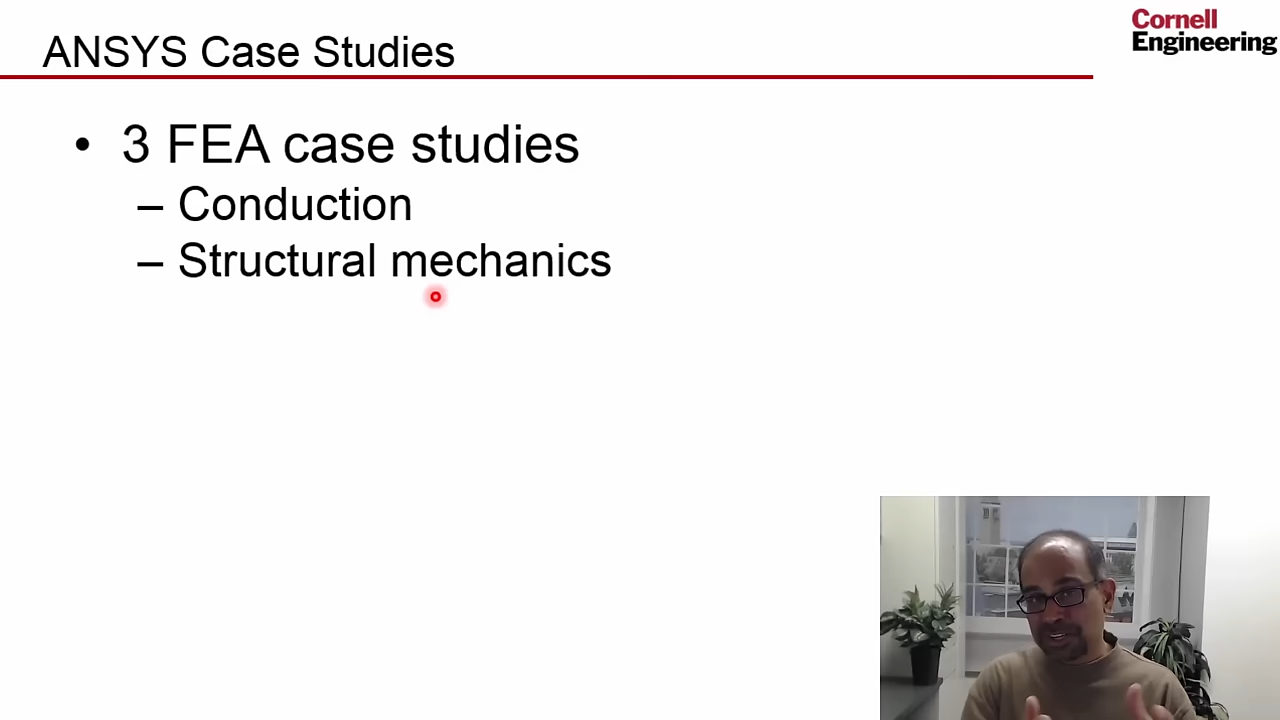 ANSYS Case Studies
Cornell
Engineering
• 3 FEA case studies
– Conduction
– Structural mechanics